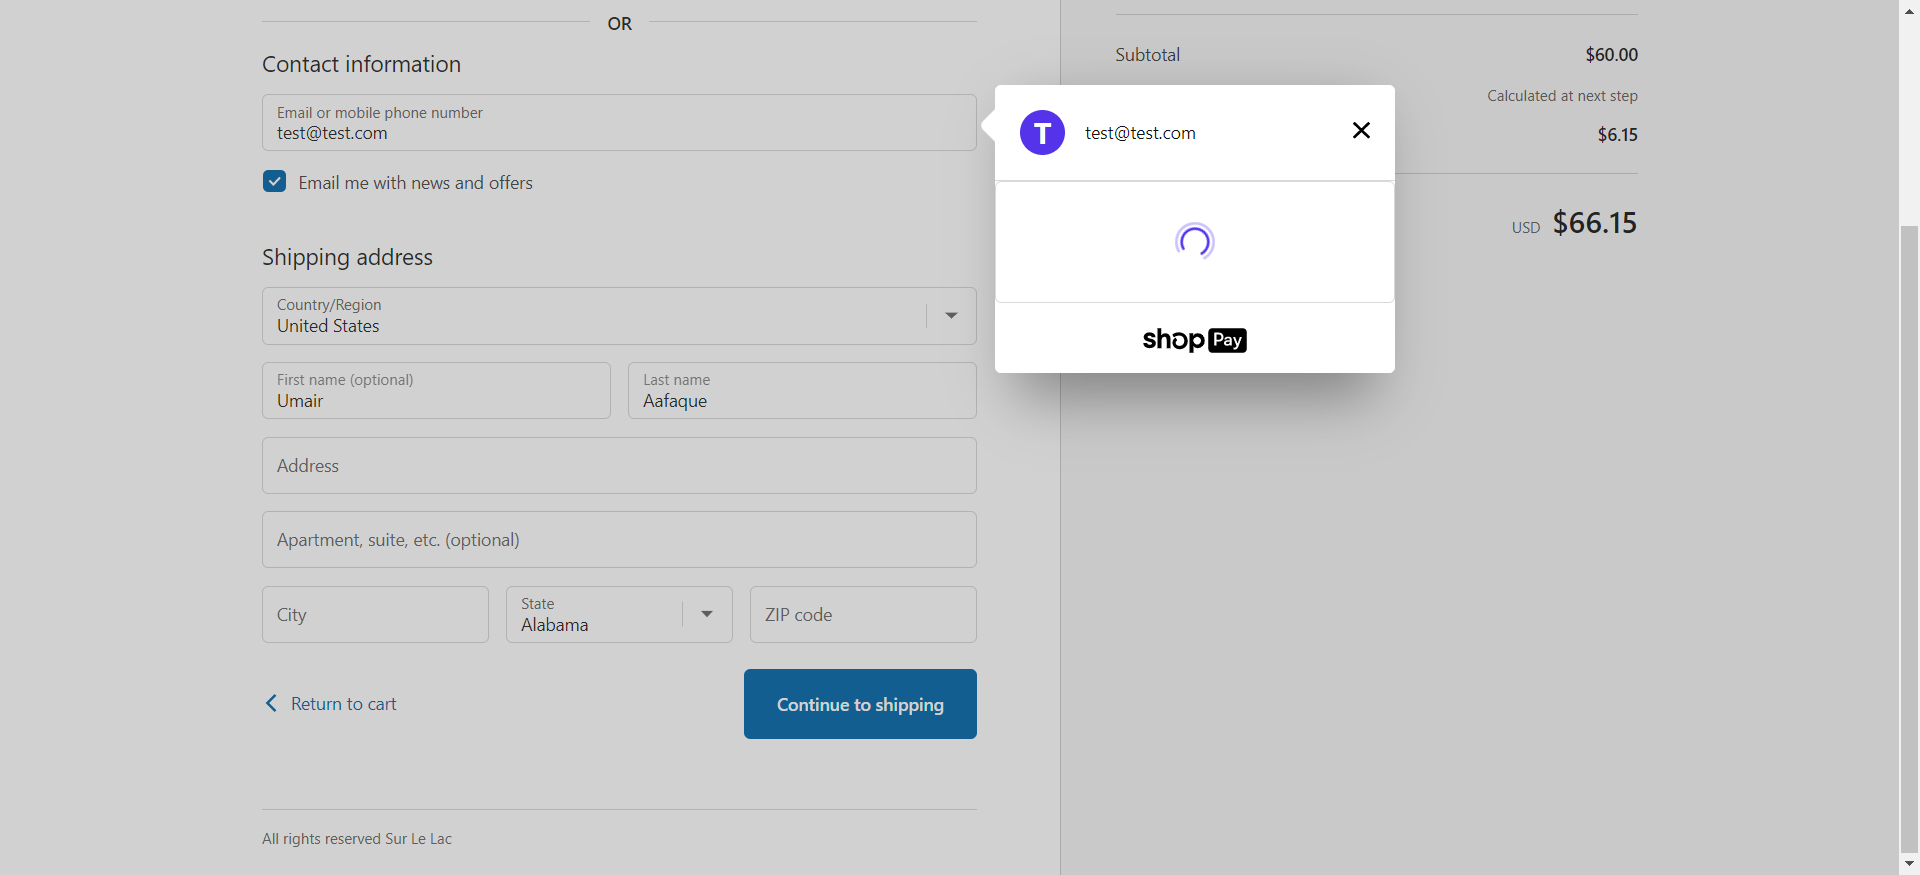 OR
Contact information
Email or mobile phone number
test@test.com
Email me with news and offers
Shipping address
Country/Region
United States
First name (optional)
Umair
Last name
Aafaque
Address
Apartment, suite, etc. (optional)
City
State
Alabama
ZIP code
Return to cart
Continue to shipping
All rights reserved Sur Le Lac
T
test@test.com
shop Pay
Subtotal $60.00
Calculated at next step
$6.15
USD $66.15